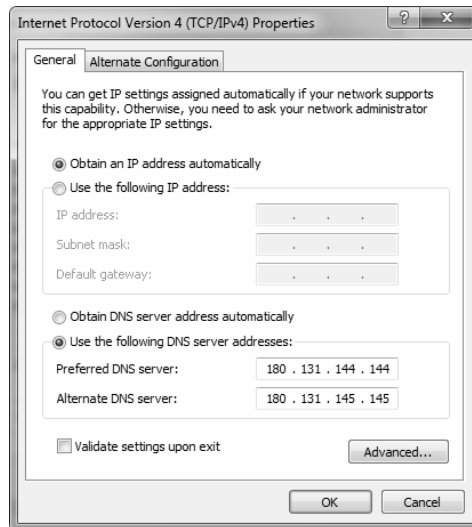 Internet Protocol Version 4 (TCP/IPv4) Properties
General
Alternate Configuration
You can get IP settings assigned automatically if your network supports
this capability. Otherwise, you need to ask your network administrator
for the appropriate IP settings.
Obtain an IP address automatically
Use the following IP address:
IP address:
. . .
Subnet mask:
. . .
Default gateway:
. . .
Obtain DNS server address automatically
Use the following DNS server addresses:
Preferred DNS server:
180 . 131 . 144 . 144
Alternate DNS server:
180 . 131 . 145 . 145
Validate settings upon exit
Advanced...
OK
Cancel